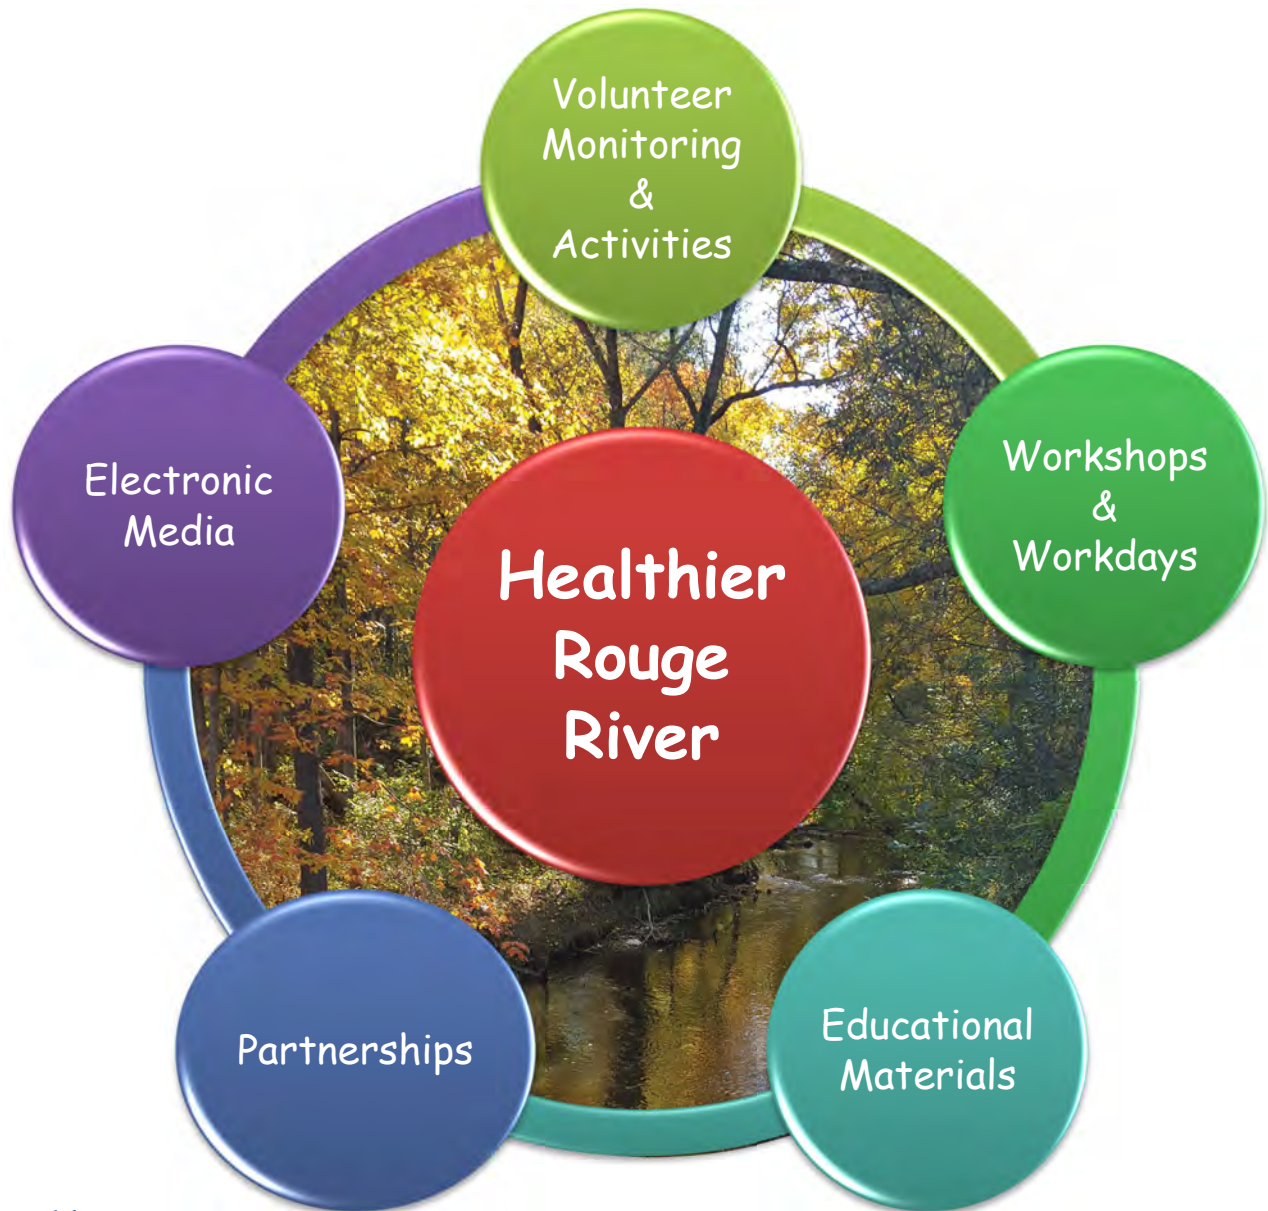 Volunteer
Monitoring
&
Activities
Electronic
Media
Workshops
&
Workdays
Healthier
Rouge
River
Partnerships
Educational
Materials